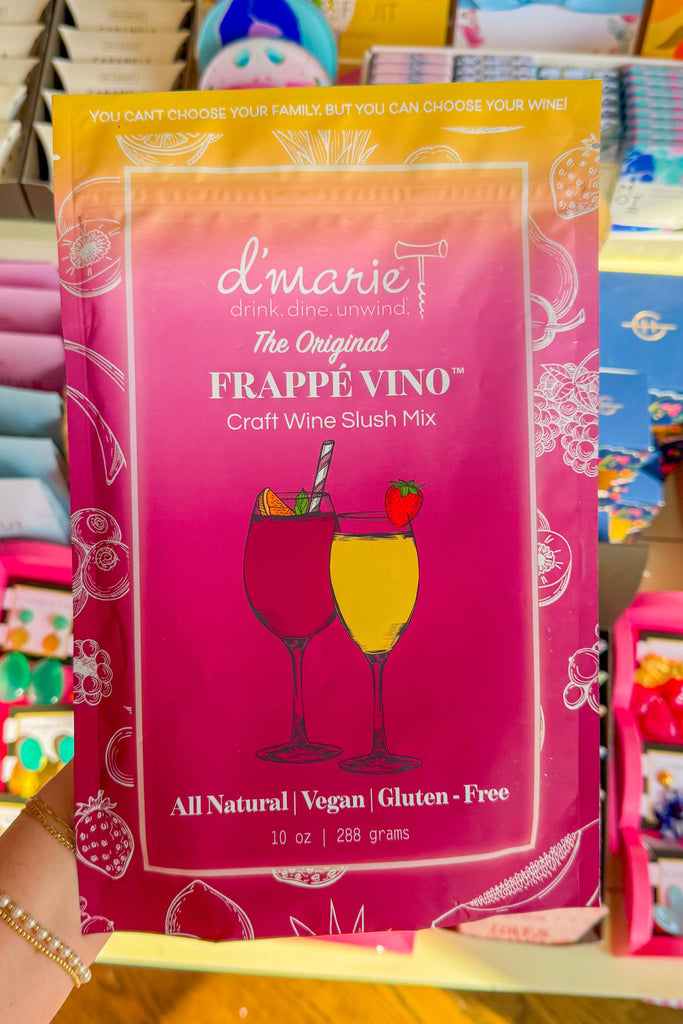 FRUIT
YOU CAN'T CHOOSE YOUR FAMILY, BUT YOU CAN CHOOSE YOUR WINE!
d'marie
drink. dine. unwind.
The Original
FRAPPÉ VINO™
Craft Wine Slush Mix
All Natural | Vegan | Gluten - Free
10 oz | 288 grams